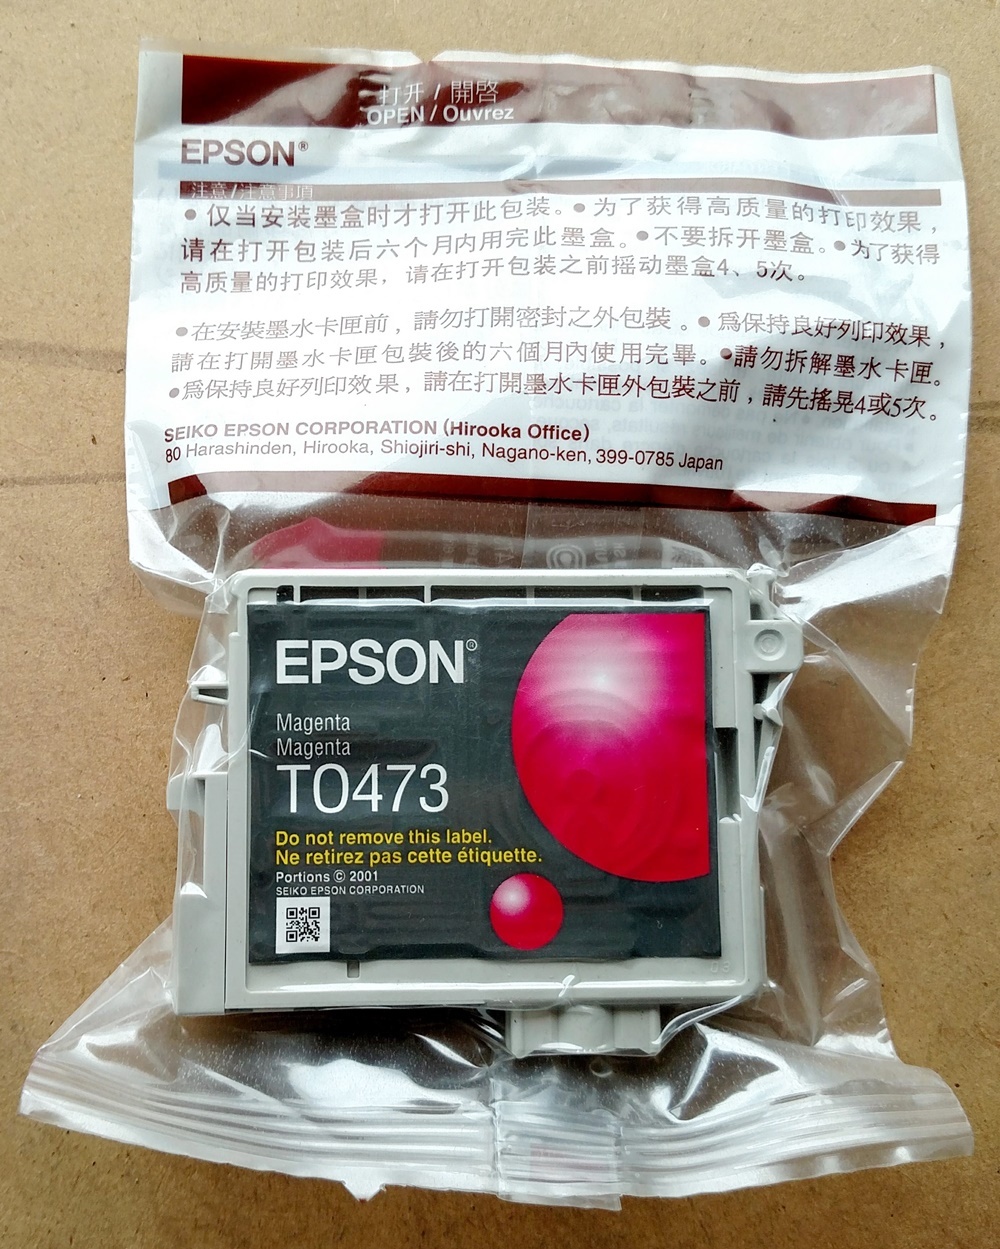 打开 / 開啓
OPEN / Ouvrez
EPSON®
注意/注意事項
• 仅当安装墨盒时才打开此包装。• 为了获得高质量的打印效果，
请在打开包装后六个月内用完此墨盒。•不要拆开墨盒。•为了获得
高质量的打印效果，请在打开包装之前摇动墨盒4、5次。
•在安裝墨水卡匣前，請勿打開密封之外包裝。• 爲保持良好列印效果，
請在打開墨水卡匣包裝後的六個月內使用完畢。•請勿拆解墨水卡匣。
•爲保持良好列印效果，請在打開墨水卡匣外包裝之前，請先搖晃4或5次。
SEIKO EPSON CORPORATION (Hirooka Office)
80 Harashinden, Hirooka, Shiojiri-shi, Nagano-ken, 399-0785 Japan
EPSON®
Magenta
Magenta
T0473
Do not remove this label.
Ne retirez pas cette étiquette.
Portions © 2001
SEIKO EPSON CORPORATION